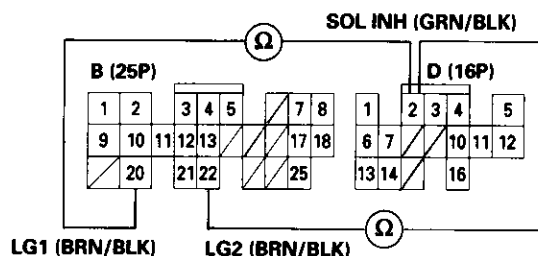 SOL INH (GRN/BLK)
Ω
B (25P) D (16P)
1 2 3 4 5 7 8 1 2 3 4 5
9 10 11 12 13 17 18 6 7 10 11 12
20 21 22 25 13 14 16
Ω
LG1 (BRN/BLK) LG2 (BRN/BLK)